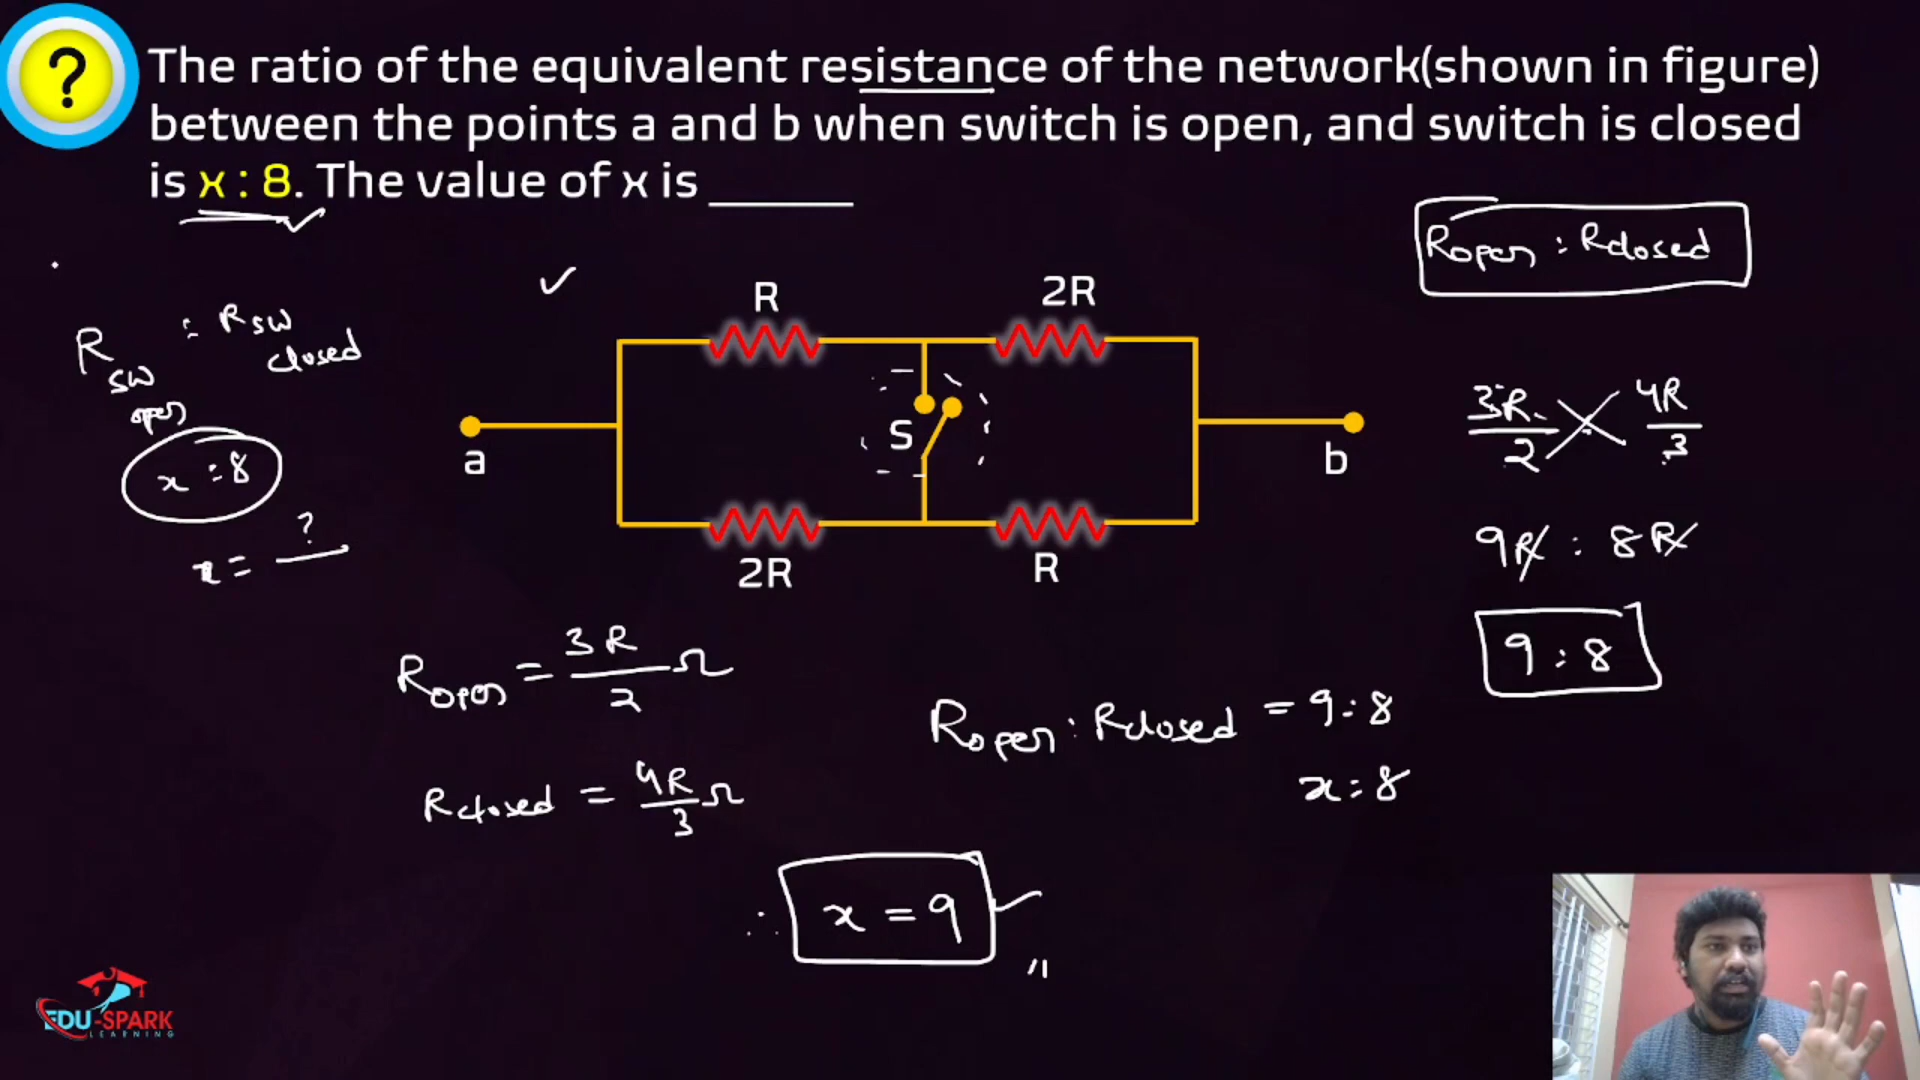 ?
The ratio of the equivalent resistance of the network(shown in figure)
between the points a and b when switch is open, and switch is closed
is x : 8. The value of x is ______
Ropen : Rclosed
R sw open : R sw closed
x : 8
x = ?
R
2R
S
a
b
2R
R
3R/2 : 4R/3
9R : 8R
9 : 8
Ropen = 3R/2 Ω
Rclosed = 4R/3 Ω
Ropen : Rclosed = 9 : 8
x : 8
∴ x = 9
EDU-SPARK
LEARNING